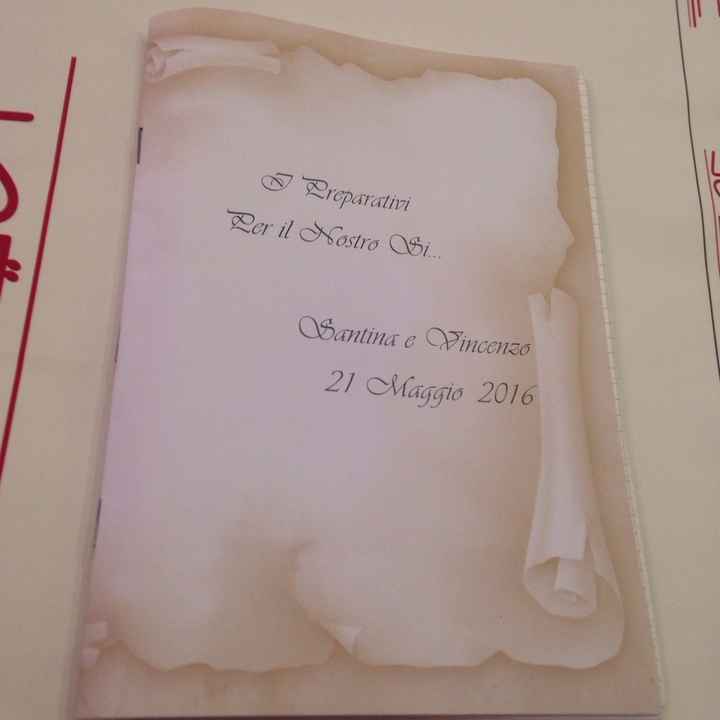 I Preparativi
Per il Nostro Si...
Santina e Vincenzo
21 Maggio 2016